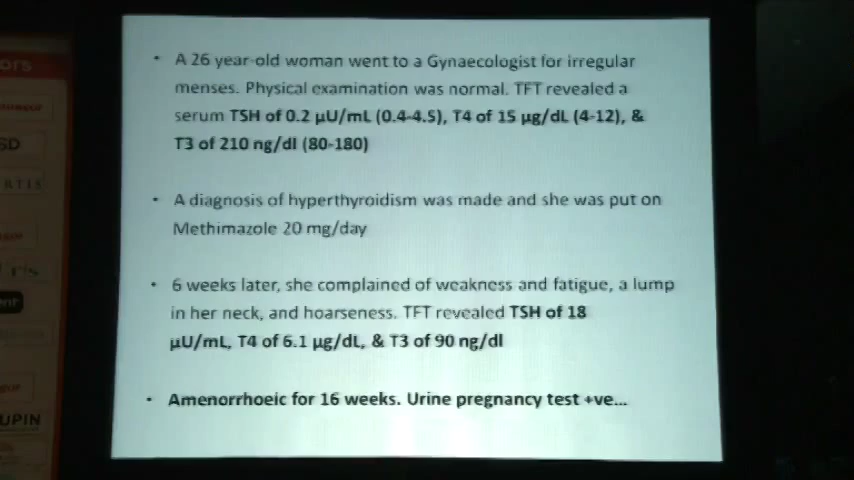 • A 26 year-old woman went to a Gynaecologist for irregular
menses. Physical examination was normal. TFT revealed a
serum TSH of 0.2 µU/mL (0.4-4.5), T4 of 15 µg/dL (4-12), &
T3 of 210 ng/dl (80-180)
• A diagnosis of hyperthyroidism was made and she was put on
Methimazole 20 mg/day
• 6 weeks later, she complained of weakness and fatigue, a lump
in her neck, and hoarseness. TFT revealed TSH of 18
µU/mL, T4 of 6.1 µg/dL, & T3 of 90 ng/dl
• Amenorrhoeic for 16 weeks. Urine pregnancy test +ve...
ors
SD
RTIS
UPIN